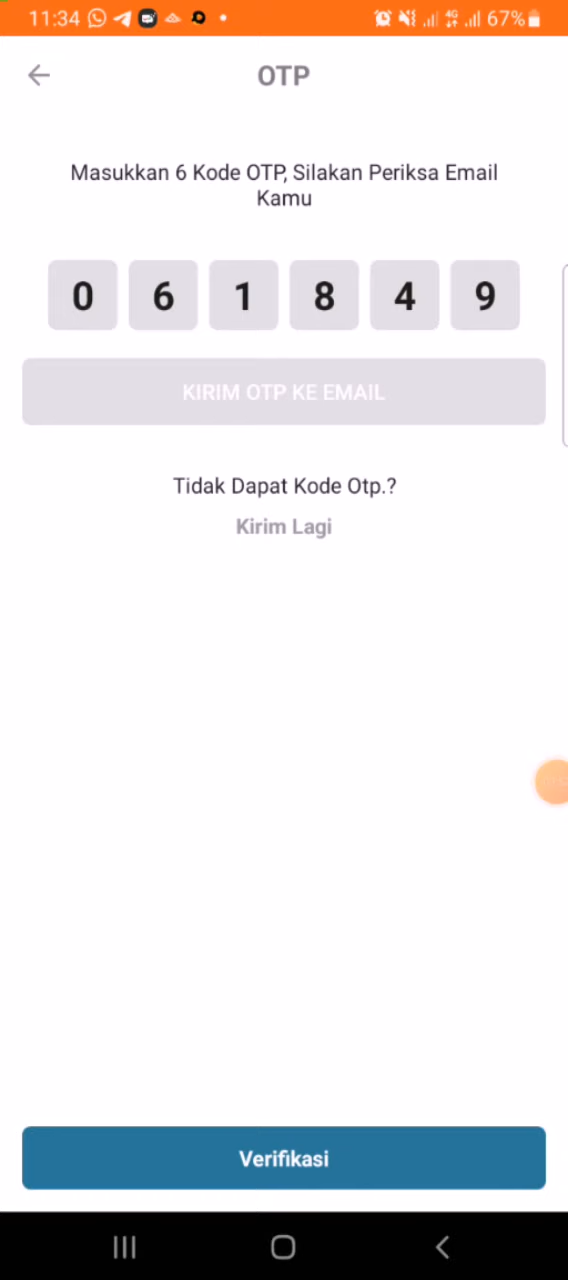 11:34 4G 67%
OTP
Masukkan 6 Kode OTP, Silakan Periksa Email
Kamu
0 6 1 8 4 9
KIRIM OTP KE EMAIL
Tidak Dapat Kode Otp.?
Kirim Lagi
Verifikasi